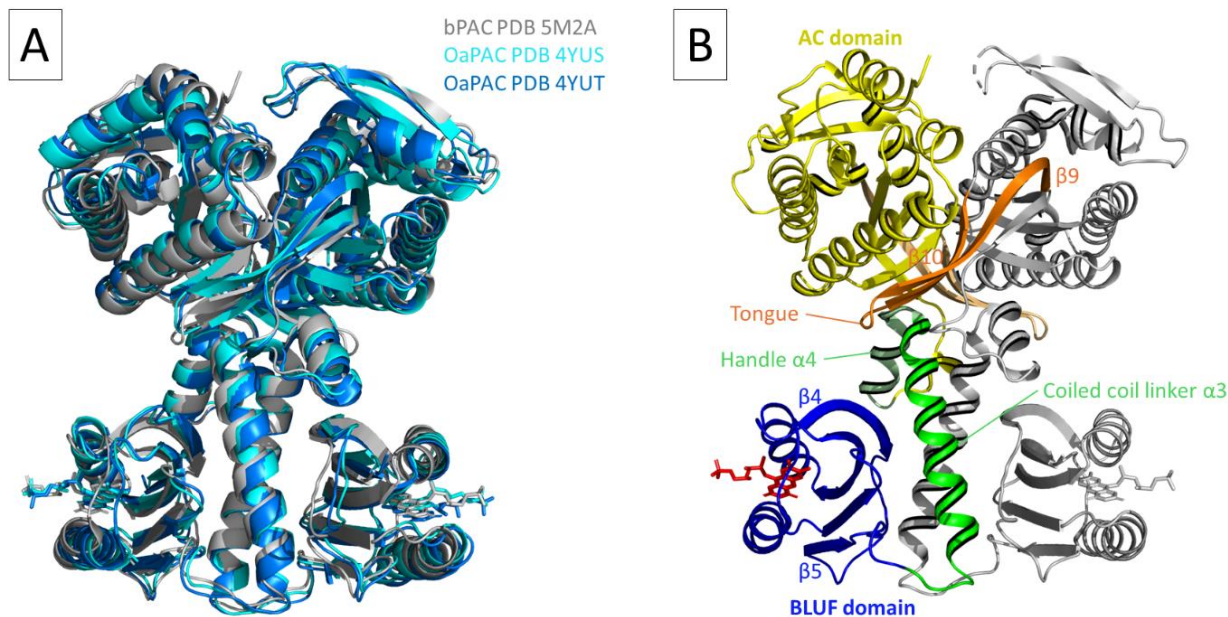 A
bPAC PDB 5M2A
OaPAC PDB 4YUS
OaPAC PDB 4YUT
B
AC domain
β9
β10
Tongue
Handle α4
Coiled coil linker α3
β4
β5
BLUF domain